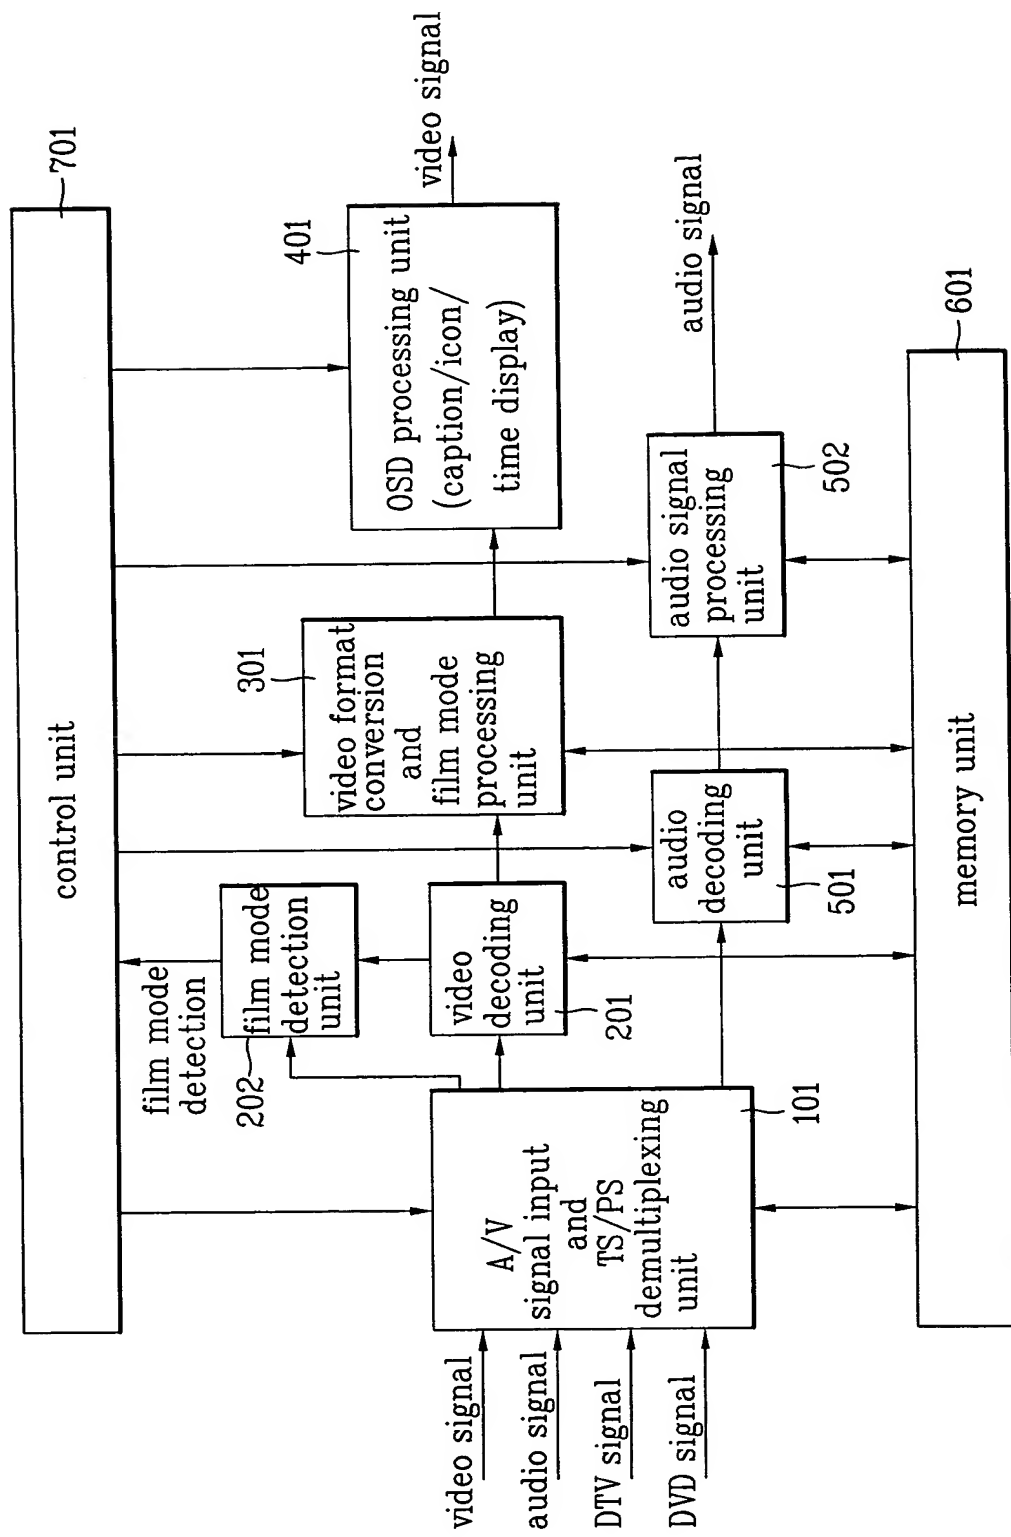 control unit
701
film mode
detection
202
film mode
detection
unit
301
video format
conversion
and
film mode
processing
unit
401
OSD processing unit
(caption/icon/
time display)
video signal
video signal
audio signal
DTV signal
DVD signal
A/V
signal input
and
TS/PS
demultiplexing
unit
101
video
decoding
unit
201
audio
decoding
unit
501
audio signal
processing
unit
502
audio signal
memory unit
601